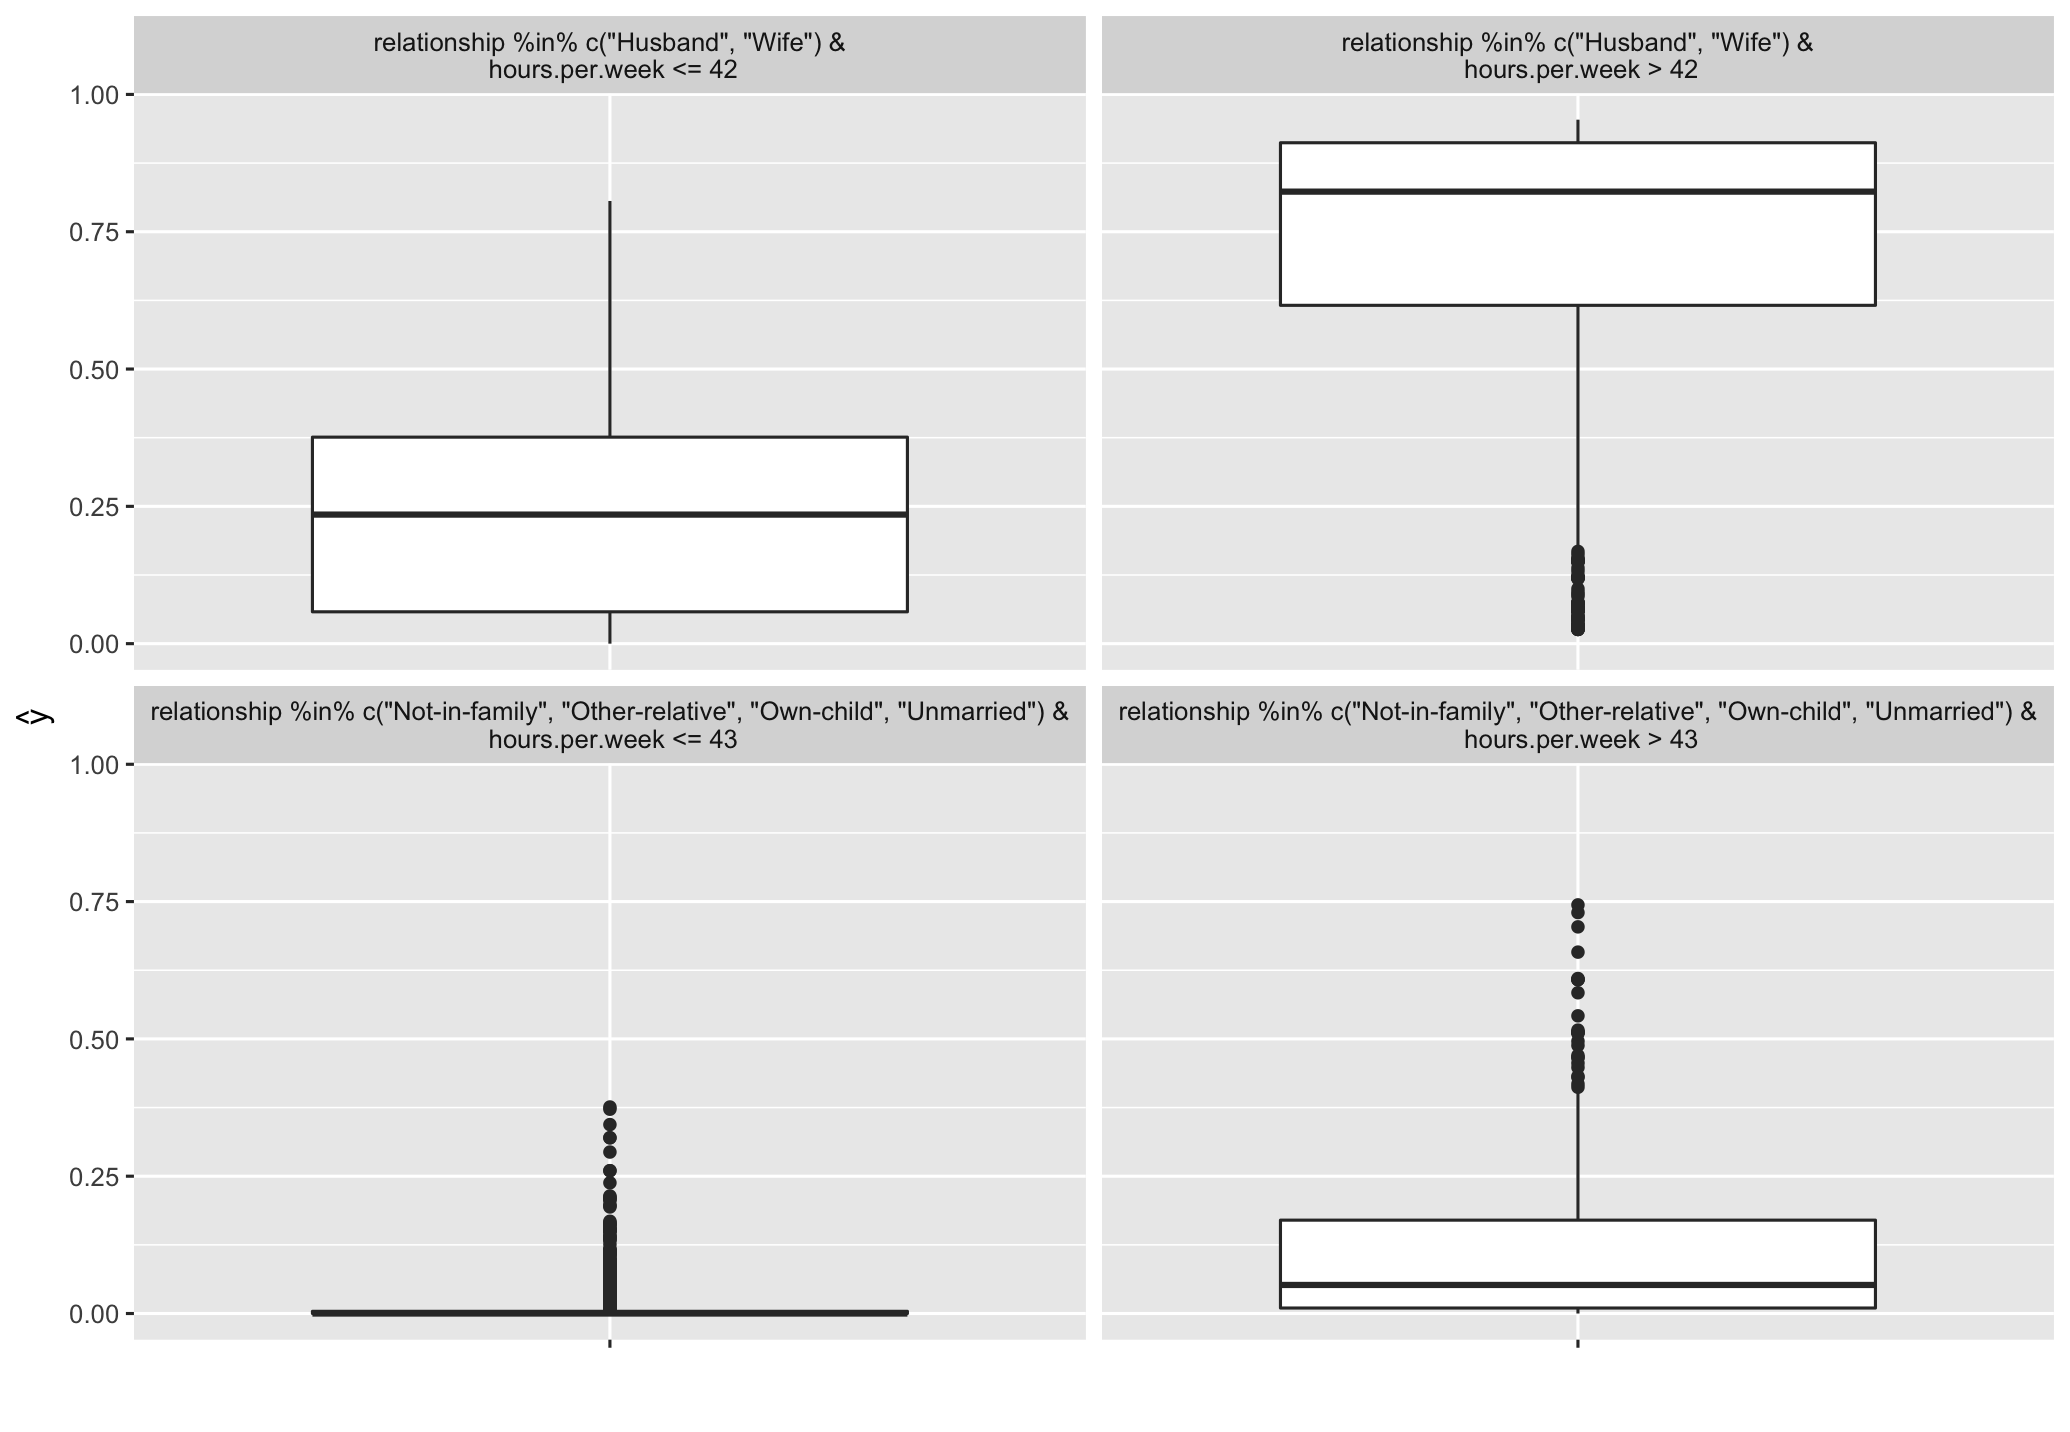 relationship %in% c("Husband", "Wife") &
hours.per.week <= 42
relationship %in% c("Husband", "Wife") &
hours.per.week > 42
1.00
0.75
0.50
0.25
0.00
ŷ
relationship %in% c("Not-in-family", "Other-relative", "Own-child", "Unmarried") &
hours.per.week <= 43
relationship %in% c("Not-in-family", "Other-relative", "Own-child", "Unmarried") &
hours.per.week > 43
1.00
0.75
0.50
0.25
0.00